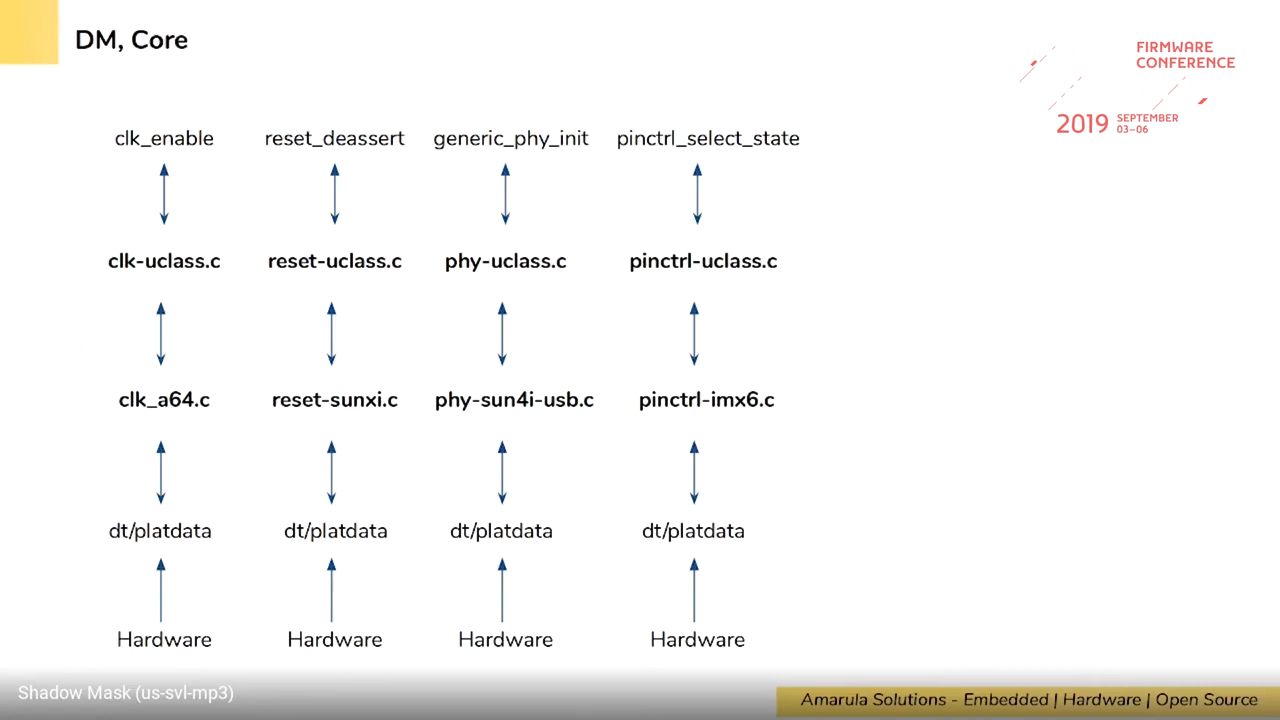 DM, Core
FIRMWARE
CONFERENCE
2019 SEPTEMBER
03–06
clk_enable reset_deassert generic_phy_init pinctrl_select_state
clk-uclass.c reset-uclass.c phy-uclass.c pinctrl-uclass.c
clk_a64.c reset-sunxi.c phy-sun4i-usb.c pinctrl-imx6.c
dt/platdata dt/platdata dt/platdata dt/platdata
Hardware Hardware Hardware Hardware
Shadow Mask (us-svl-mp3)
Amarula Solutions - Embedded | Hardware | Open Source